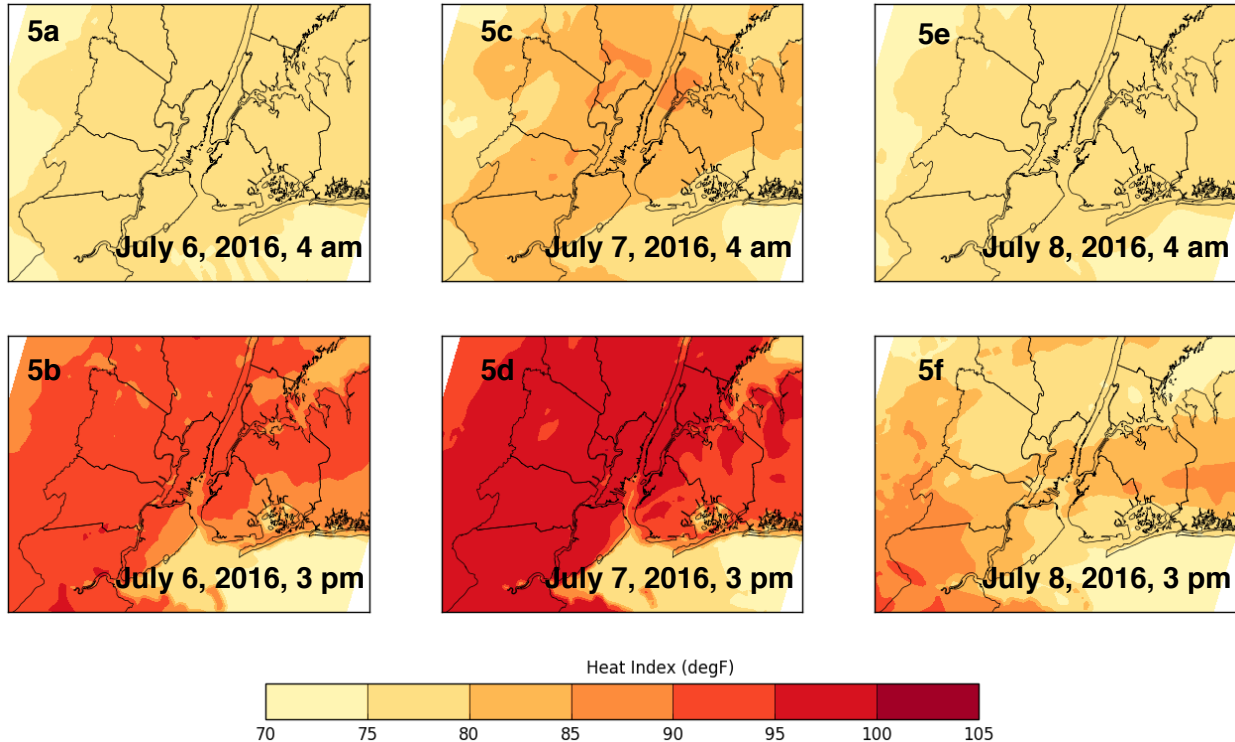 5a
5c
5e
July 6, 2016, 4 am
July 7, 2016, 4 am
July 8, 2016, 4 am
5b
5d
5f
July 6, 2016, 3 pm
July 7, 2016, 3 pm
July 8, 2016, 3 pm
Heat Index (degF)
70 75 80 85 90 95 100 105